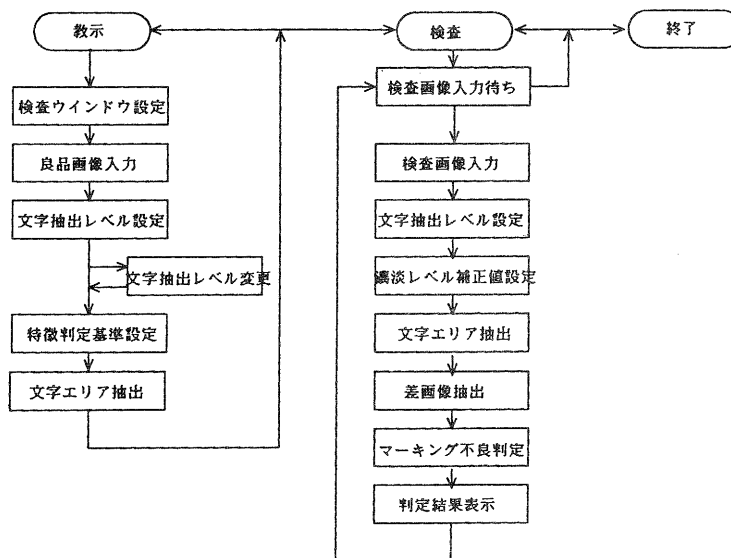 教示
検査ウインドウ設定
良品画像入力
文字抽出レベル設定
文字抽出レベル変更
特徴判定基準設定
文字エリア抽出
検査
検査画像入力待ち
検査画像入力
文字抽出レベル設定
濃淡レベル補正値設定
文字エリア抽出
差画像抽出
マーキング不良判定
判定結果表示
終了